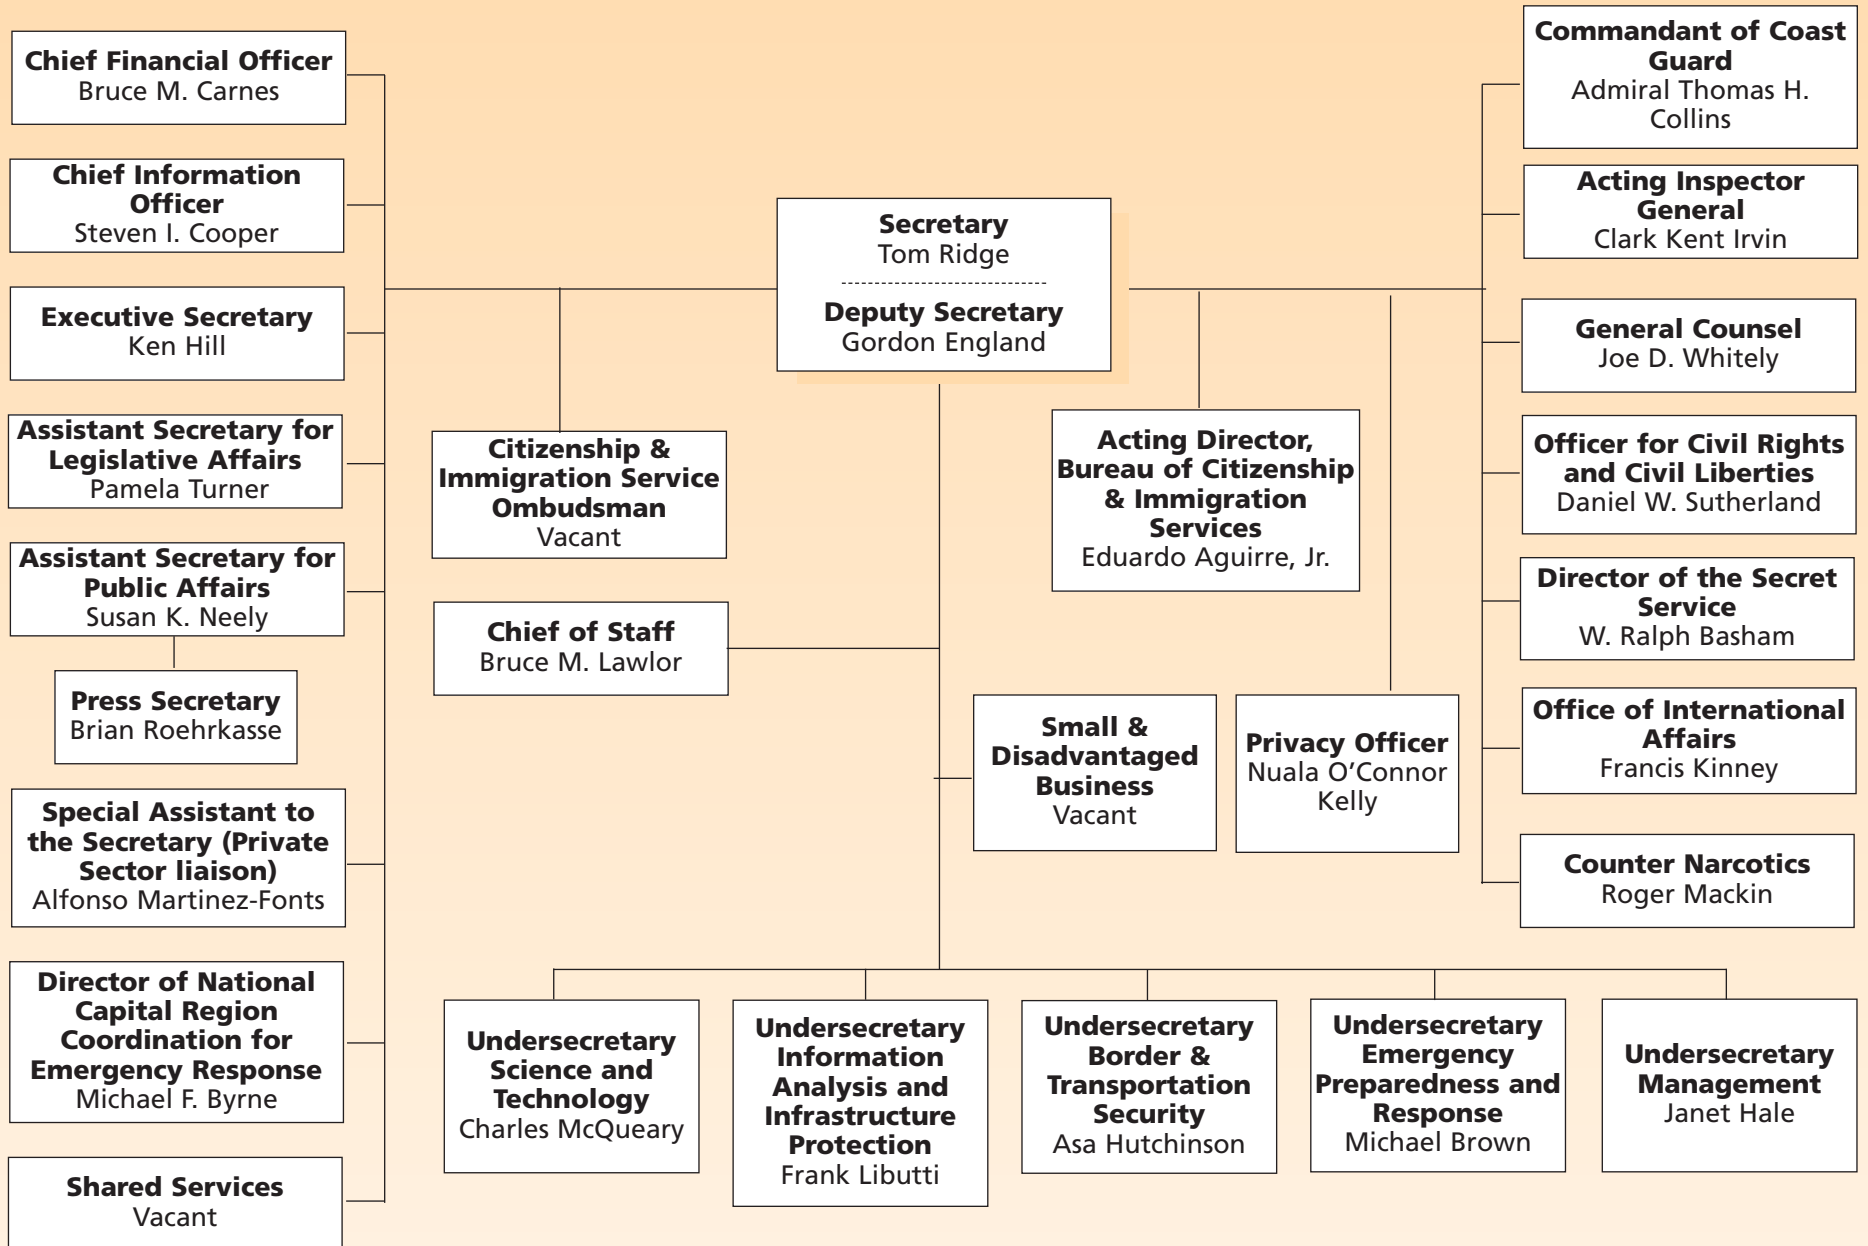 Chief Financial Officer
Bruce M. Carnes
Chief Information
Officer
Steven I. Cooper
Executive Secretary
Ken Hill
Assistant Secretary for
Legislative Affairs
Pamela Turner
Assistant Secretary for
Public Affairs
Susan K. Neely
Press Secretary
Brian Roehrkasse
Special Assistant to
the Secretary (Private
Sector liaison)
Alfonso Martinez-Fonts
Director of National
Capital Region
Coordination for
Emergency Response
Michael F. Byrne
Shared Services
Vacant
Secretary
Tom Ridge
Deputy Secretary
Gordon England
Citizenship &
Immigration Service
Ombudsman
Vacant
Chief of Staff
Bruce M. Lawlor
Acting Director,
Bureau of Citizenship
& Immigration
Services
Eduardo Aguirre, Jr.
Small &
Disadvantaged
Business
Vacant
Privacy Officer
Nuala O’Connor
Kelly
Commandant of Coast
Guard
Admiral Thomas H.
Collins
Acting Inspector
General
Clark Kent Irvin
General Counsel
Joe D. Whitely
Officer for Civil Rights
and Civil Liberties
Daniel W. Sutherland
Director of the Secret
Service
W. Ralph Basham
Office of International
Affairs
Francis Kinney
Counter Narcotics
Roger Mackin
Undersecretary
Science and
Technology
Charles McQueary
Undersecretary
Information
Analysis and
Infrastructure
Protection
Frank Libutti
Undersecretary
Border &
Transportation
Security
Asa Hutchinson
Undersecretary
Emergency
Preparedness and
Response
Michael Brown
Undersecretary
Management
Janet Hale